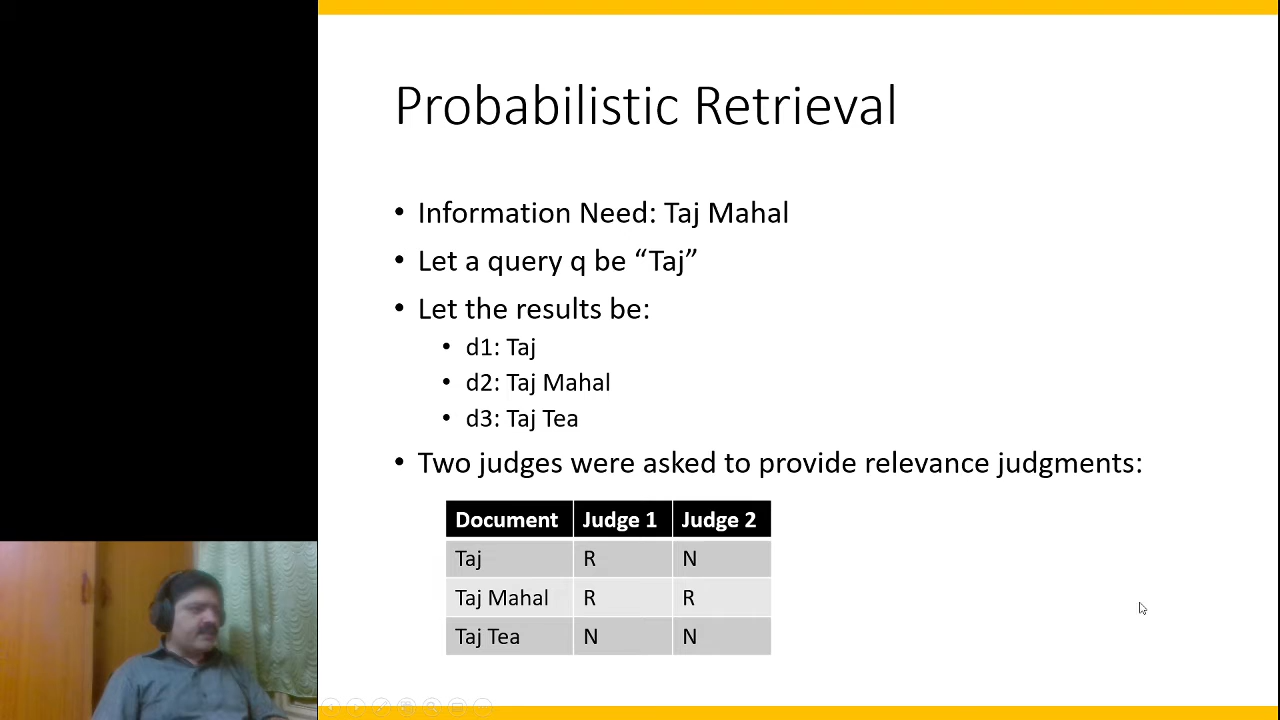 Probabilistic Retrieval
• Information Need: Taj Mahal
• Let a query q be “Taj”
• Let the results be:
• d1: Taj
• d2: Taj Mahal
• d3: Taj Tea
• Two judges were asked to provide relevance judgments:
Document Judge 1 Judge 2
Taj R N
Taj Mahal R R
Taj Tea N N